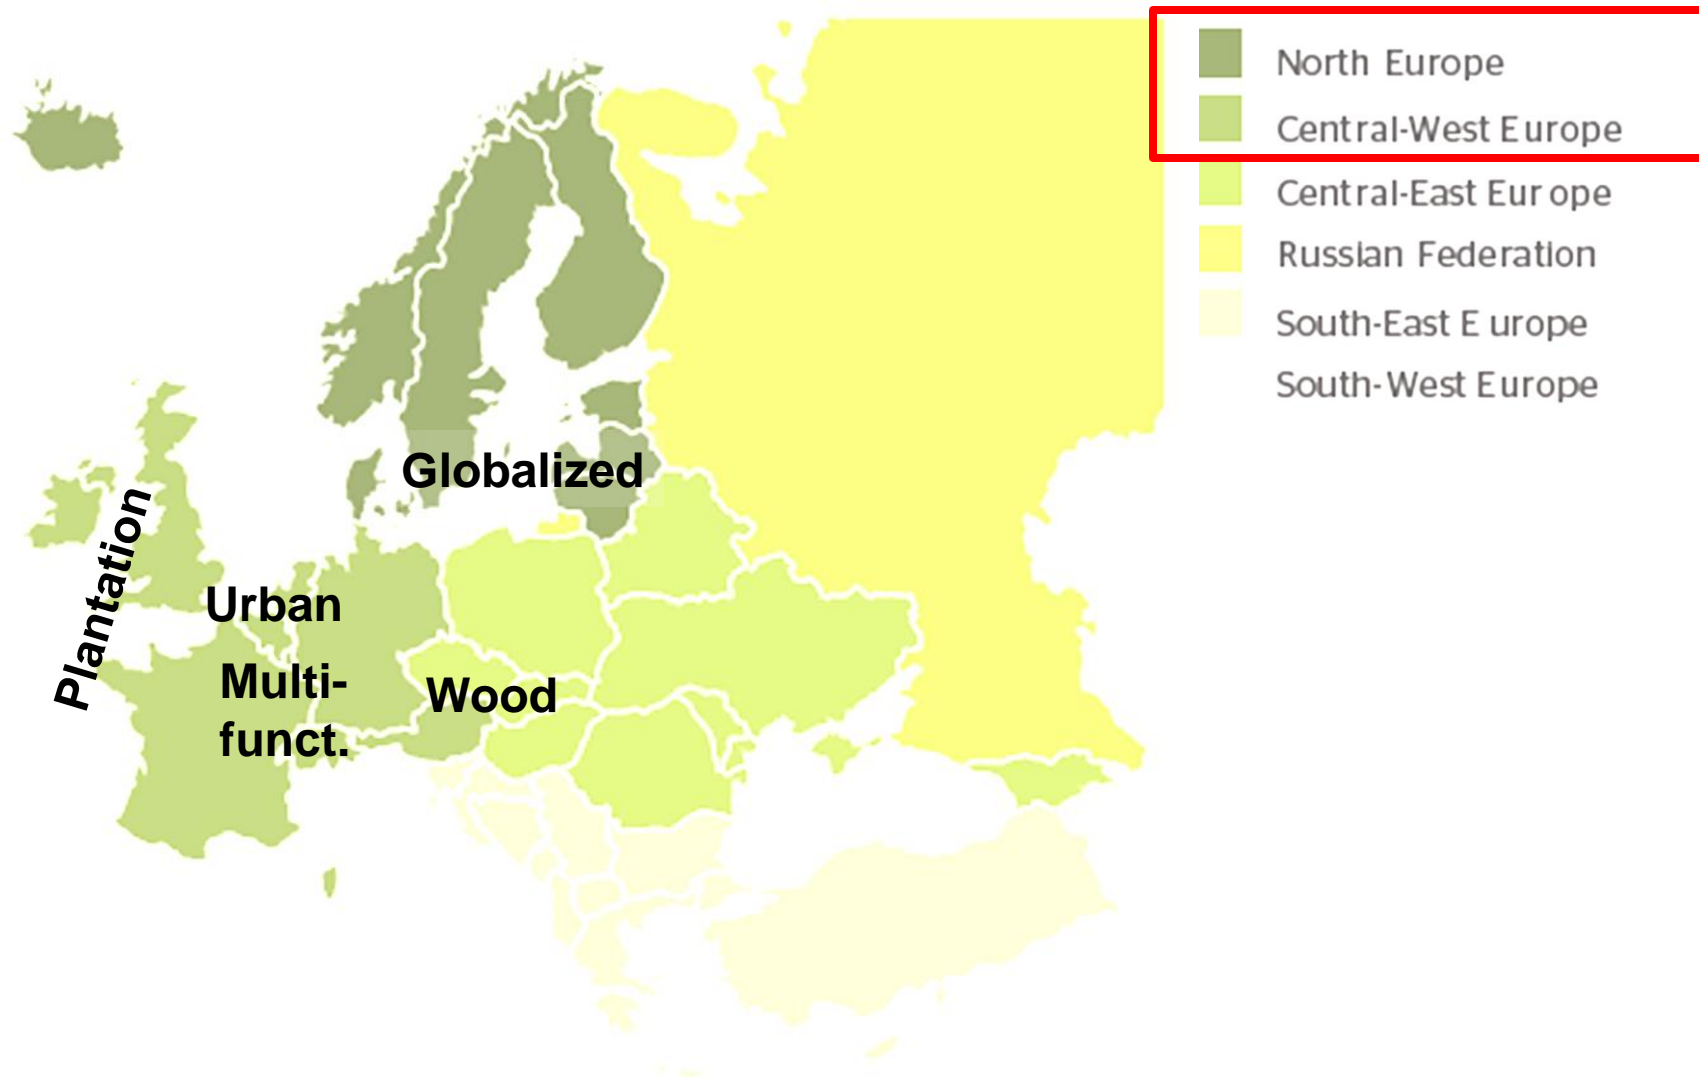 North Europe
Central-West Europe
Central-East Europe
Russian Federation
South-East Europe
South-West Europe
Globalized
Plantation
Urban
Multi-
funct.
Wood